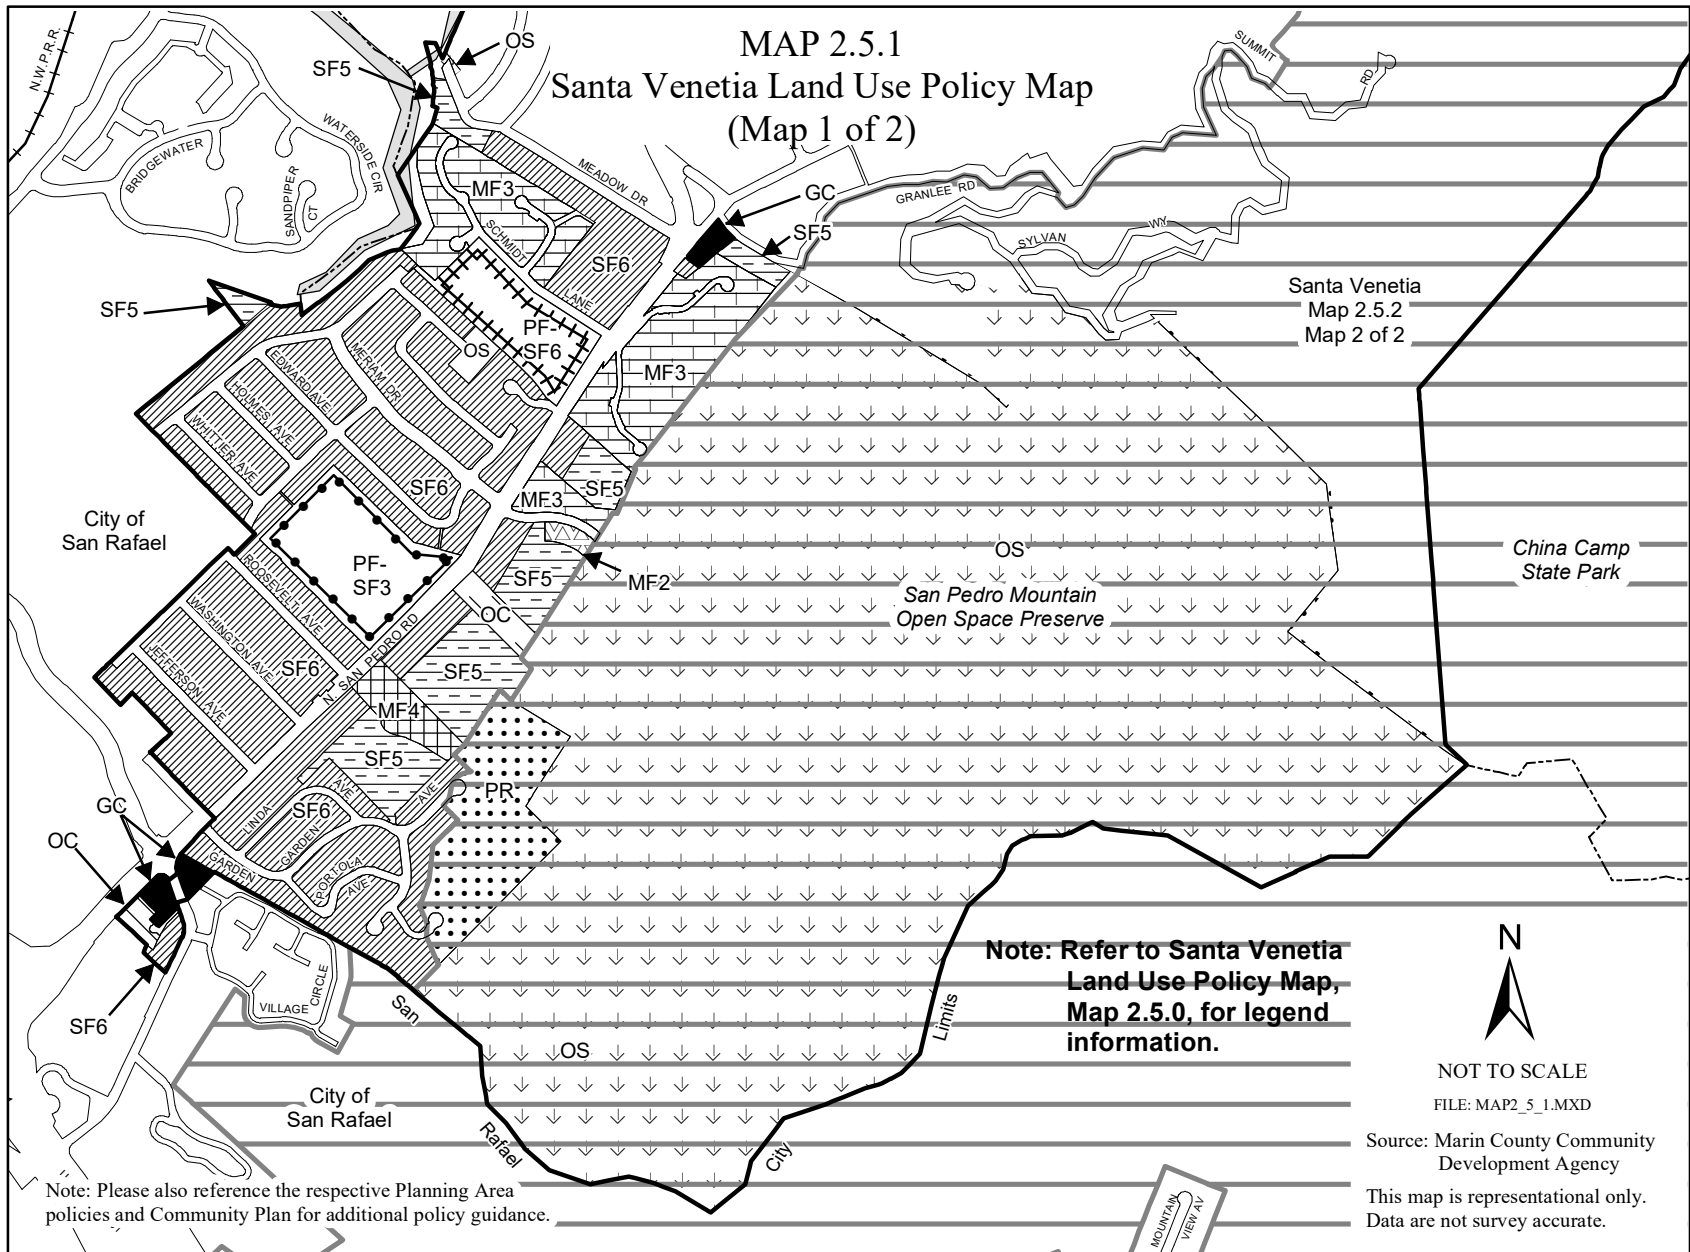 MAP 2.5.1
Santa Venetia Land Use Policy Map
(Map 1 of 2)
N.W.P.R.R.
OS
SF5
SUMMIT
RD
WATERSIDE CIR
BRIDGEWATER
SANDPIPER
CT
MEADOW DR
MF3
SCHMIDT
LANE
GC
GRANLEE RD
SF5
SYLVAN
WY
SF6
SF5
PF-
SF6
OS
Santa Venetia
Map 2.5.2
Map 2 of 2
MERIAM DR
EDWARD AVE
HOLMES AVE
WHITTIER AVE
MF3
SF6
MF3
SF5
City of
San Rafael
PF-
SF3
SF5
MF2
OC
OS
San Pedro Mountain
Open Space Preserve
China Camp
State Park
ROOSEVELT AVE
WASHINGTON AVE
JEFFERSON AVE
SF6
N. SAN PEDRO RD
SF5
MF4
SF5
PR
GC
OC
LINDA
AVE
SF6
GARDEN
AVE
GARDEN
PORTOLA
AVE
SF6
VILLAGE
CIRCLE
San
Rafael
City
Limits
OS
City of
San Rafael
Note: Refer to Santa Venetia
Land Use Policy Map,
Map 2.5.0, for legend
information.
N
NOT TO SCALE
FILE: MAP2_5_1.MXD
Source: Marin County Community
Development Agency
This map is representational only.
Data are not survey accurate.
MOUNTAIN
VIEW AV
Note: Please also reference the respective Planning Area
policies and Community Plan for additional policy guidance.